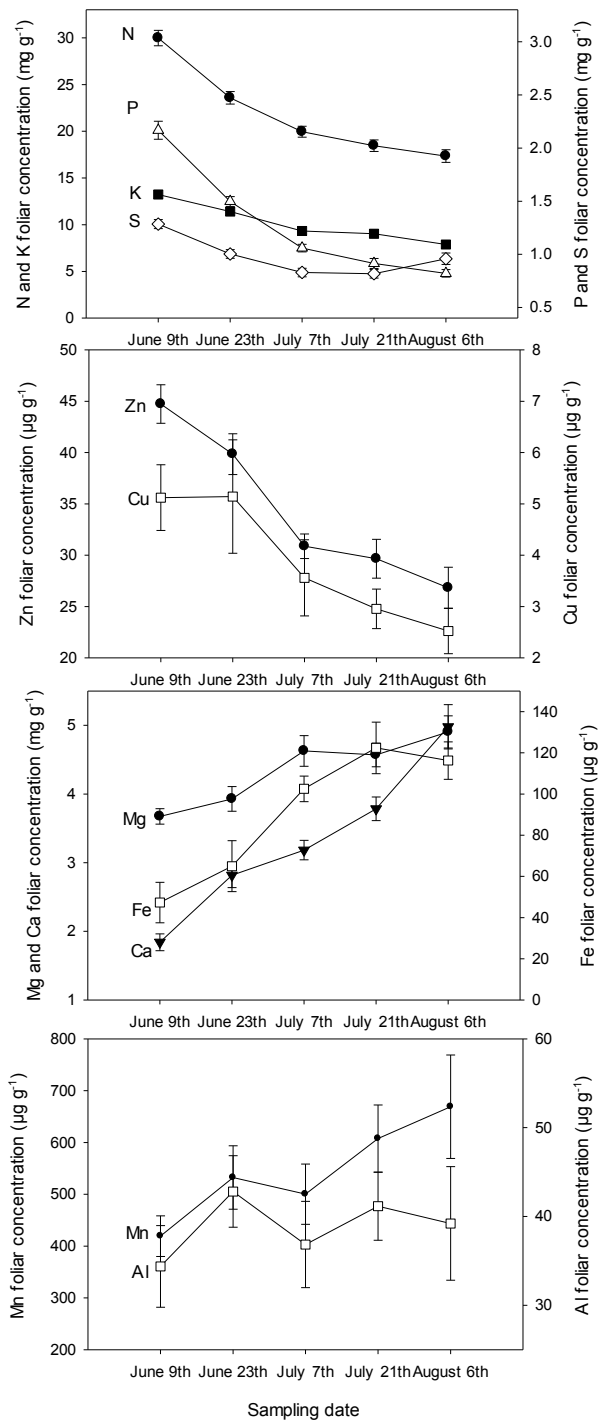 N and K foliar concentration (mg g-1)
30
25
20
15
10
5
0
N
P
K
S
3.0
2.5
2.0
1.5
1.0
0.5
P and S foliar concentration (mg g-1)
June 9th June 23th July 7th July 21th August 6th
Zn foliar concentration (µg g-1)
50
45
40
35
30
25
20
Zn
Cu
8
7
6
5
4
3
2
Cu foliar concentration (µg g-1)
June 9th June 23th July 7th July 21th August 6th
Mg and Ca foliar concentration (mg g-1)
5
4
3
2
1
Mg
Fe
Ca
140
120
100
80
60
40
20
0
Fe foliar concentration (µg g-1)
June 9th June 23th July 7th July 21th August 6th
Mn foliar concentration (µg g-1)
800
700
600
500
400
300
200
Mn
Al
60
50
40
30
Al foliar concentration (µg g-1)
June 9th June 23th July 7th July 21th August 6th
Sampling date